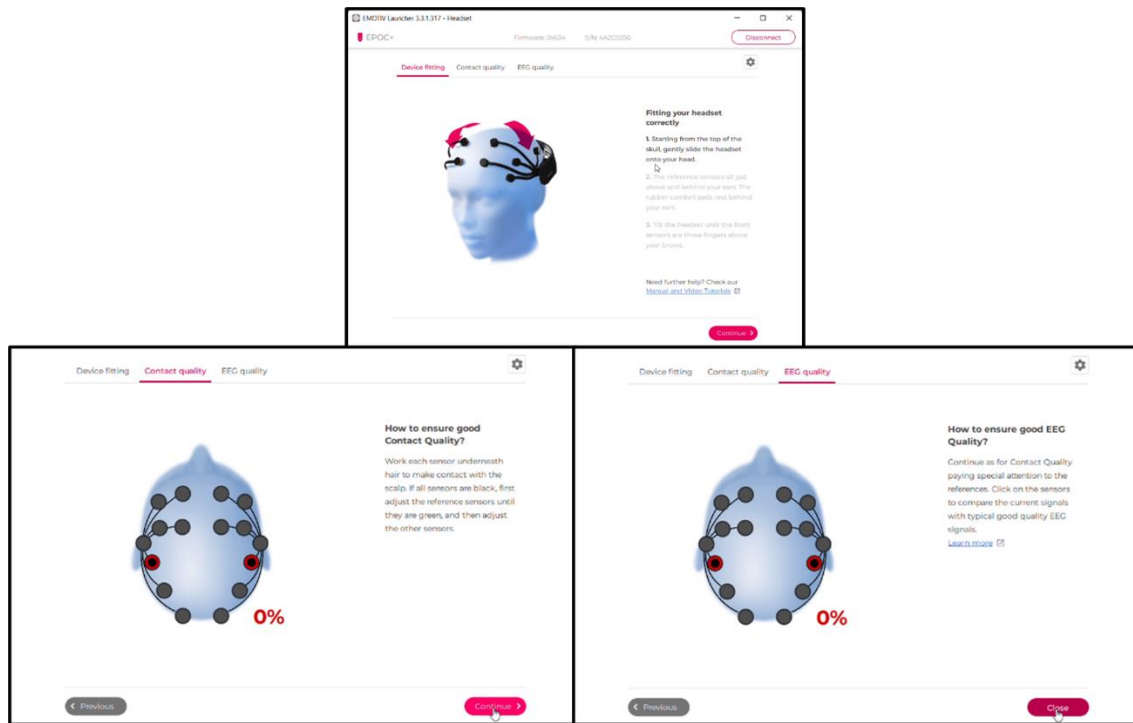 EMOTIV Launcher 3.3.1.317 - Headset
EPOC+ Firmware: 0x634 S/N: 4A2C0250 Disconnect
Device fitting Contact quality EEG quality
Fitting your headset
correctly
1. Starting from the top of the
skull, gently slide the headset
onto your head.
2. The reference sensors sit just
above and behind your ears. The
rubber comfort pads rest behind
your ears.
3. Tilt the headset until the front
sensors are three fingers above
your brows.
Need further help? Check our
Manual and Video Tutorials
Continue
Device fitting Contact quality EEG quality
How to ensure good
Contact Quality?
Work each sensor underneath
hair to make contact with the
scalp. If all sensors are black, first
adjust the reference sensors until
they are green, and then adjust
the other sensors.
0%
Previous Continue
Device fitting Contact quality EEG quality
How to ensure good EEG
Quality?
Continue as for Contact Quality
paying special attention to the
references. Click on the sensors
to compare the current signals
with typical good quality EEG
signals.
Learn more
0%
Previous Close